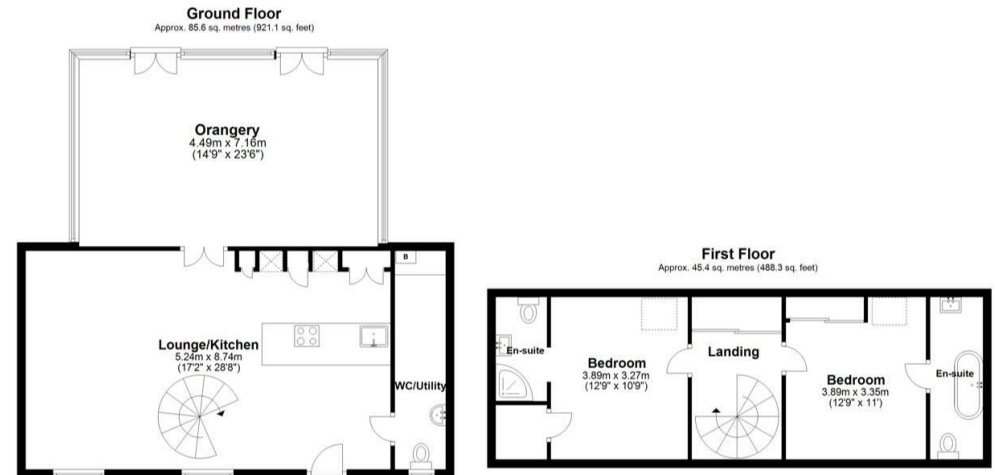 Ground Floor
Approx. 85.6 sq. metres (921.1 sq. feet)
Orangery
4.49m x 7.16m
(14'9" x 23'6")
B
Lounge/Kitchen
5.24m x 8.74m
(17'2" x 28'8")
WC/Utility
First Floor
Approx. 45.4 sq. metres (488.3 sq. feet)
En-suite
Bedroom
3.89m x 3.27m
(12'9" x 10'9")
Landing
Bedroom
3.89m x 3.35m
(12'9" x 11')
En-suite